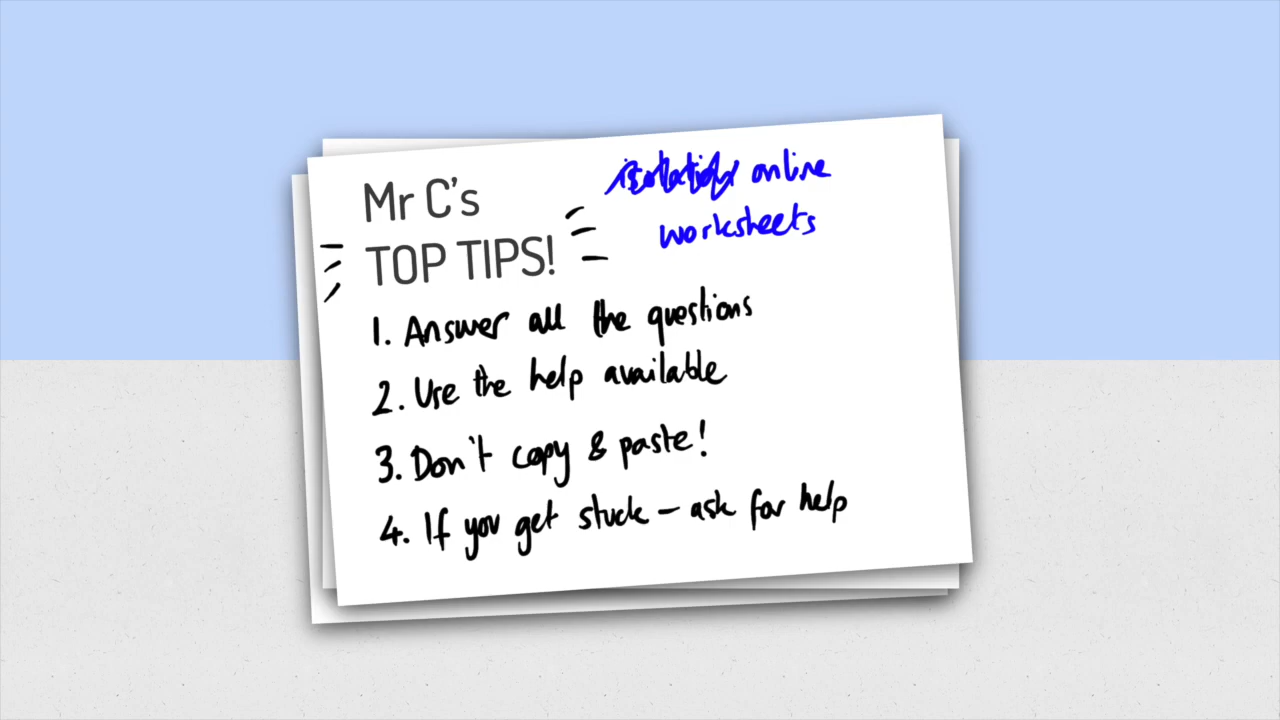 Mr C's
TOP TIPS!
online
worksheets
1. Answer all the questions
2. Use the help available
3. Don't copy & paste!
4. If you get stuck – ask for help